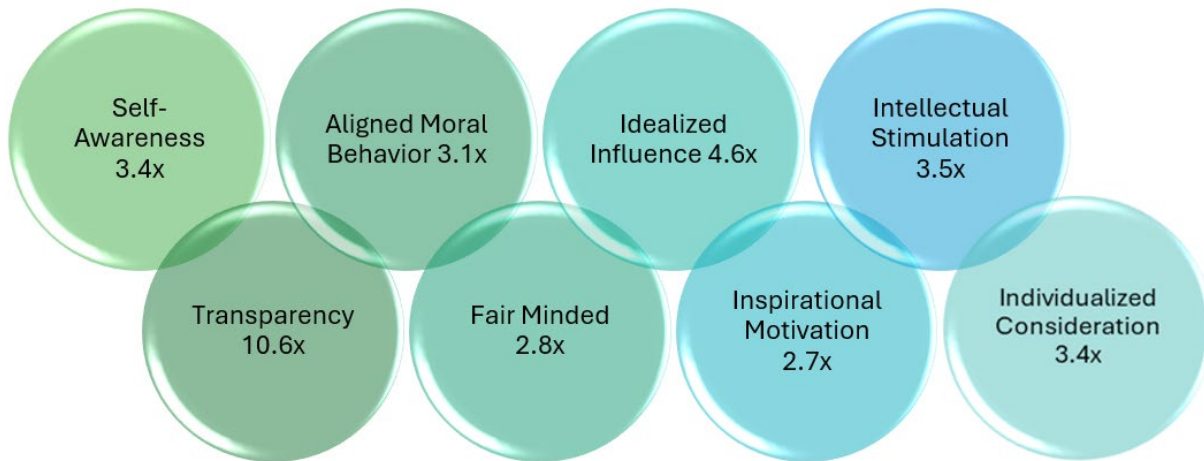 Self-
Awareness
3.4x
Aligned Moral
Behavior 3.1x
Idealized
Influence 4.6x
Intellectual
Stimulation
3.5x
Transparency
10.6x
Fair Minded
2.8x
Inspirational
Motivation
2.7x
Individualized
Consideration
3.4x